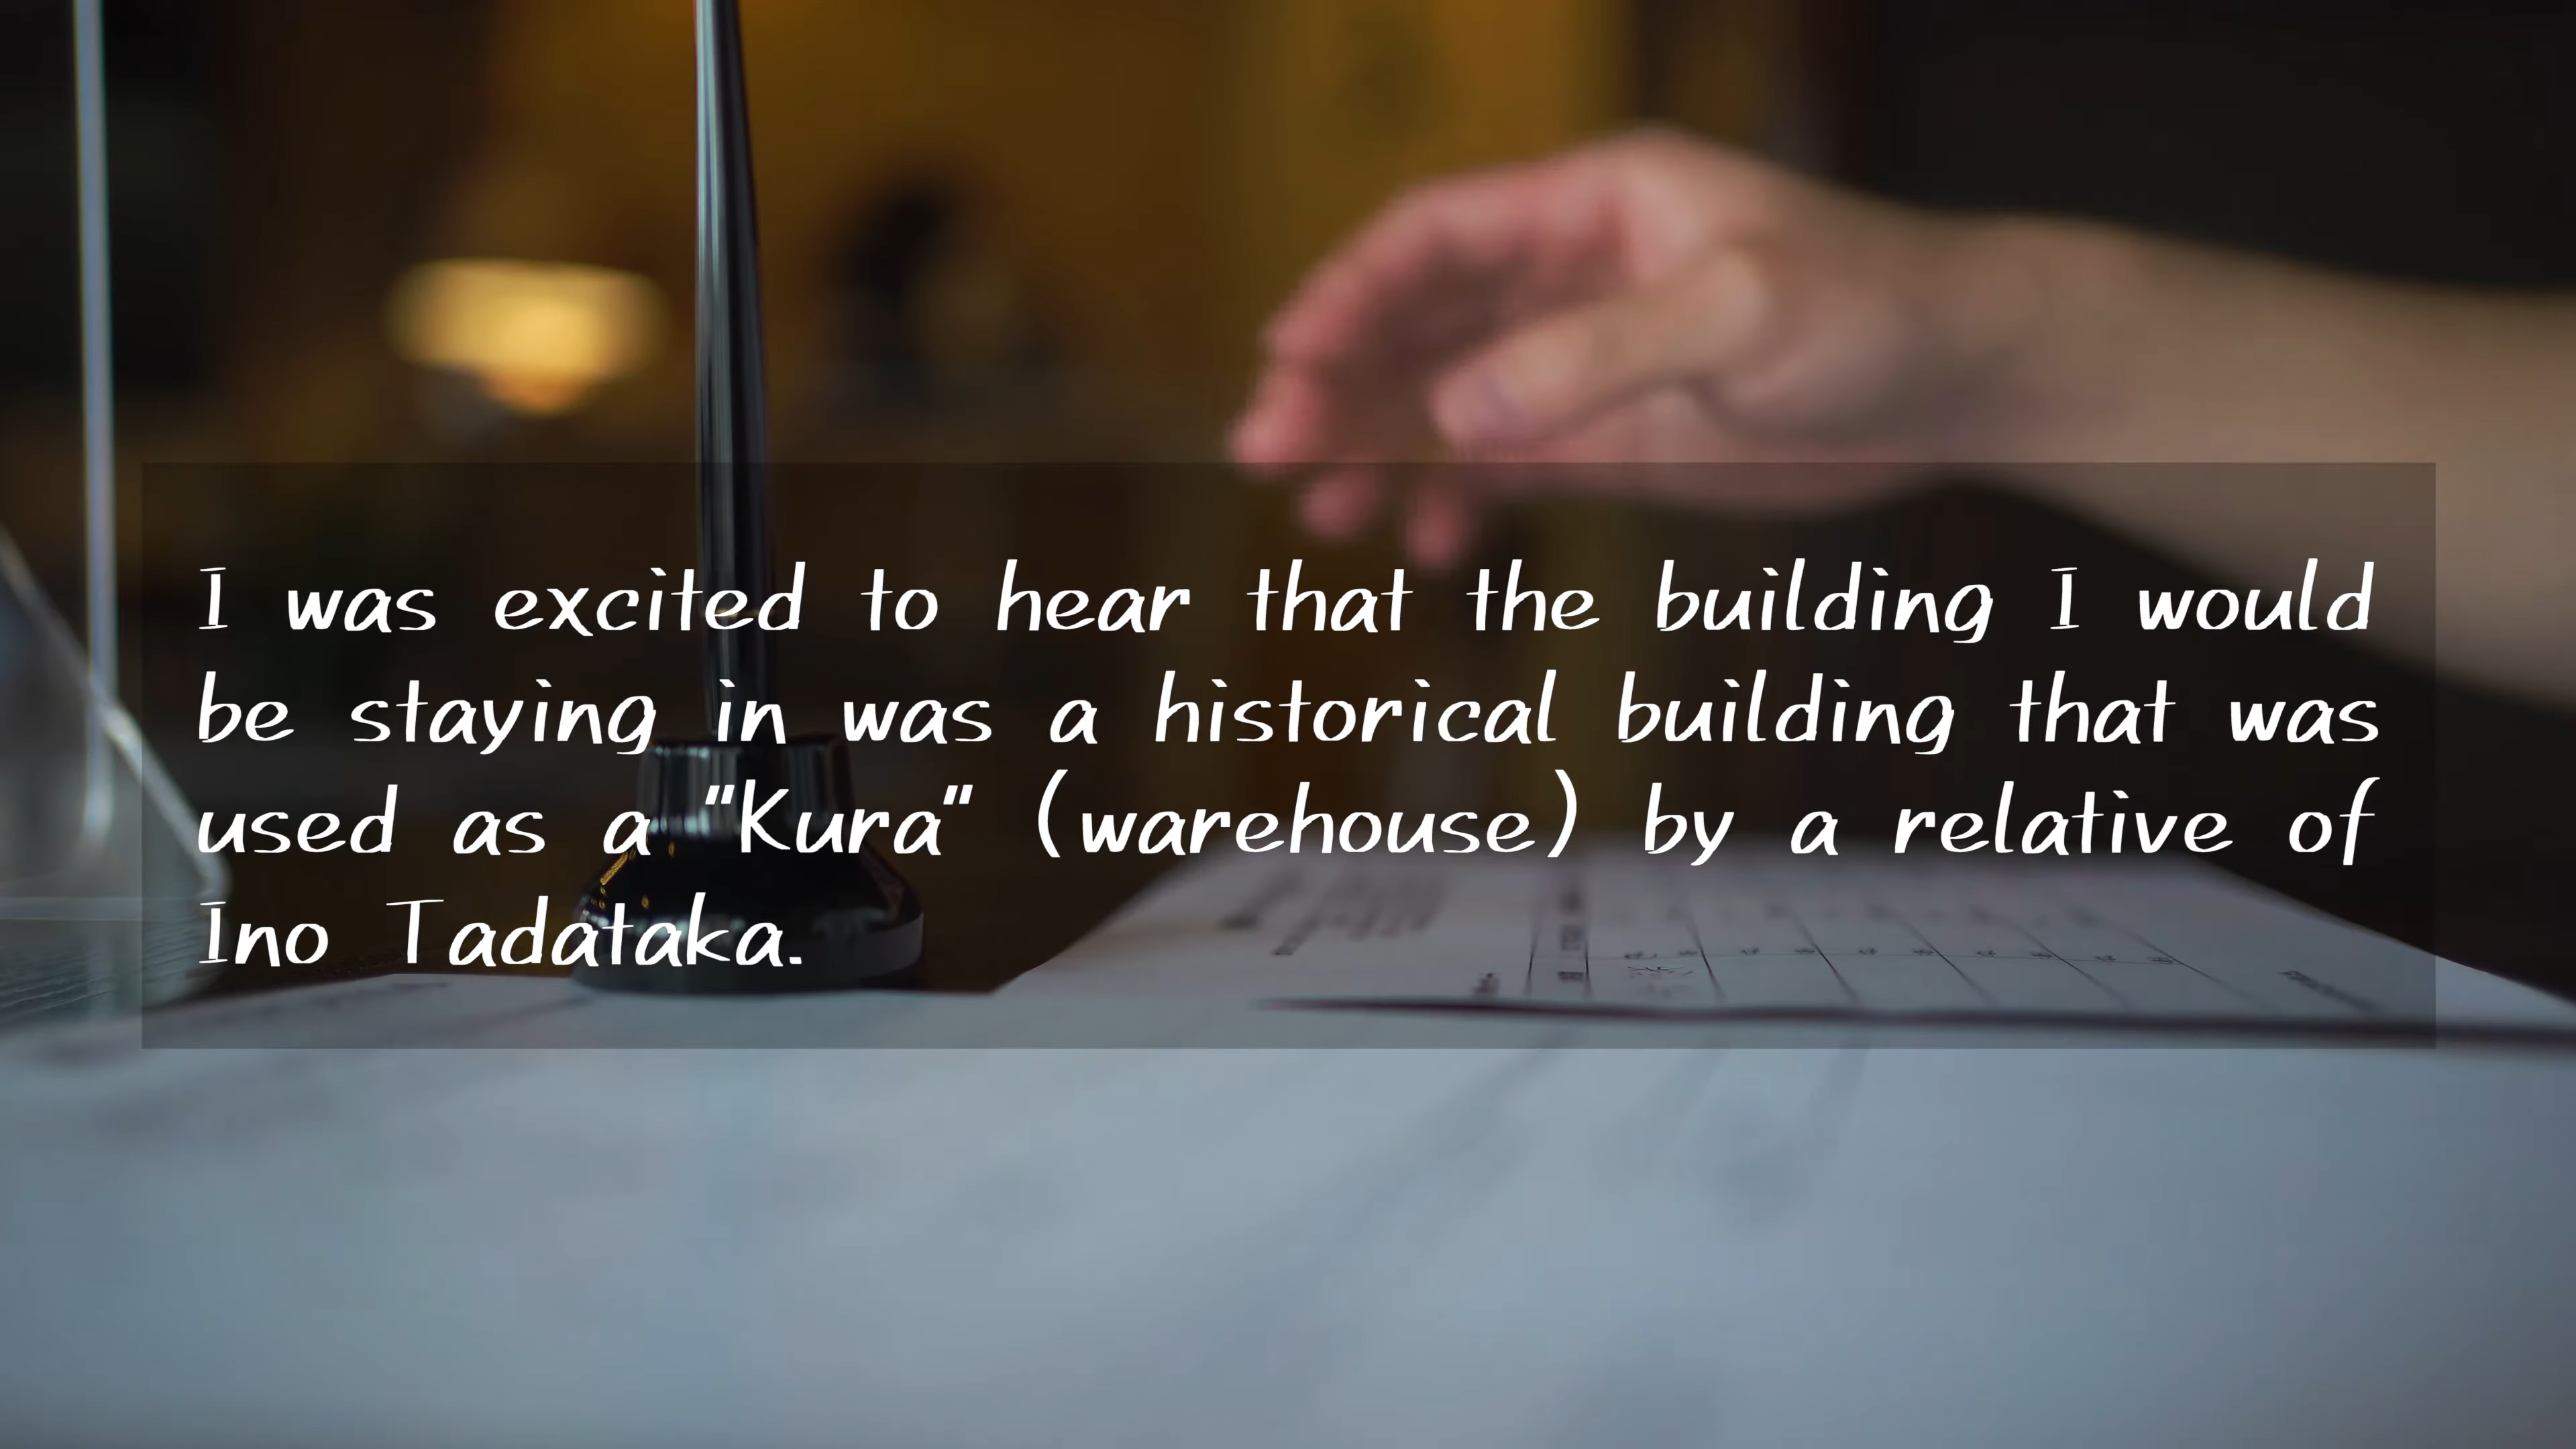 I was excited to hear that the building I would
be staying in was a historical building that was
used as a "Kura" (warehouse) by a relative of
Ino Tadataka.